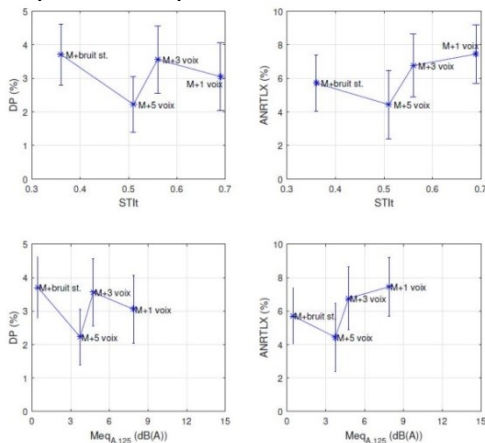 DP (%)
5
4
3
2
1
0
M+bruit st.
M+5 voix
M+3 voix
M+1 voix
0.3 0.4 0.5 0.6 0.7
STIt
ANRTLX (%)
10
8
6
4
2
0
M+bruit st.
M+5 voix
M+3 voix
M+1 voix
0.3 0.4 0.5 0.6 0.7
STIt
DP (%)
5
4
3
2
1
0
M+bruit st.
M+5 voix
M+3 voix
M+1 voix
0 3 6 9 12 15
Meq A,125 (dB(A))
ANRTLX (%)
10
8
6
4
2
0
M+bruit st.
M+5 voix
M+3 voix
M+1 voix
0 3 6 9 12 15
Meq A,125 (dB(A))